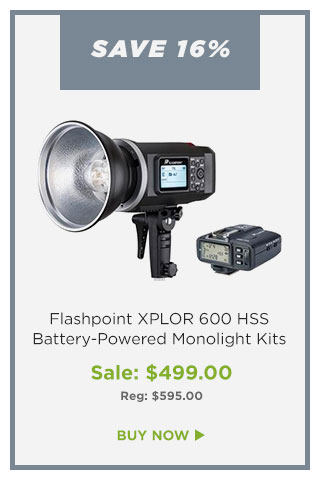 SAVE 16%
Flashpoint XPLOR 600 HSS
Battery-Powered Monolight Kits
Sale: $499.00
Reg: $595.00
BUY NOW